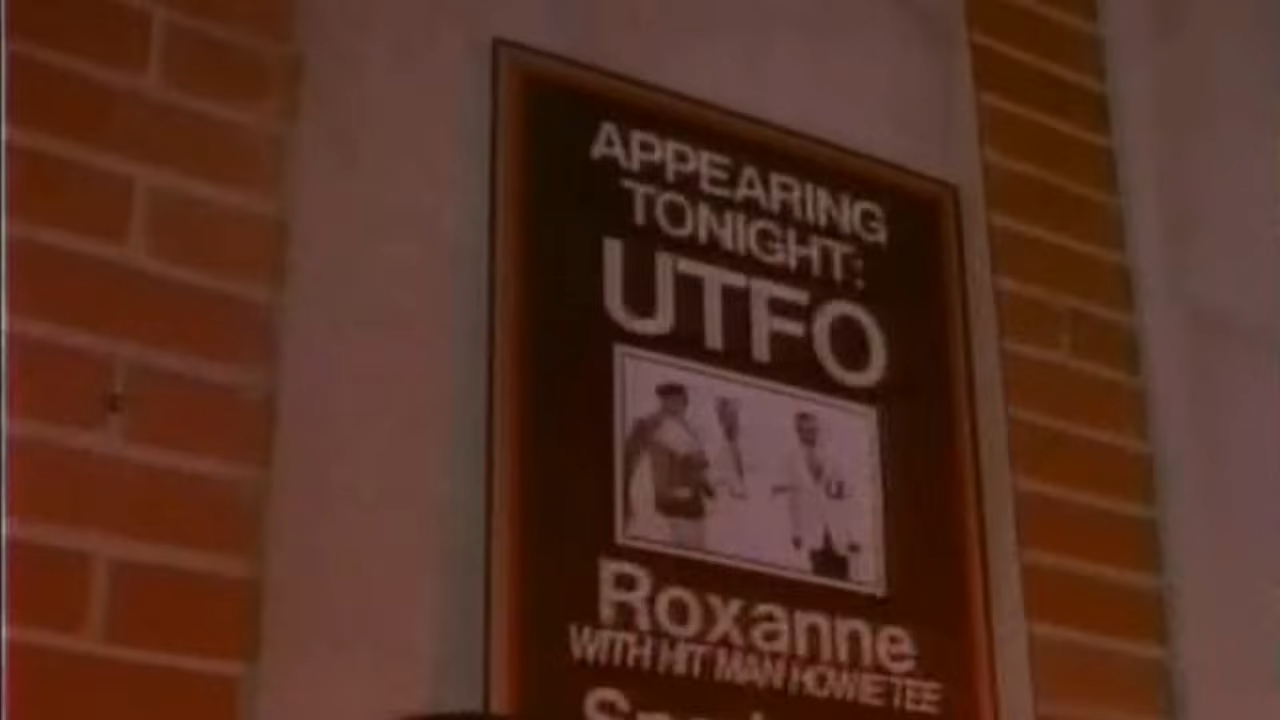 APPEARING
TONIGHT:
UTFO
Roxanne
WITH HIT MAN HOWIE TEE